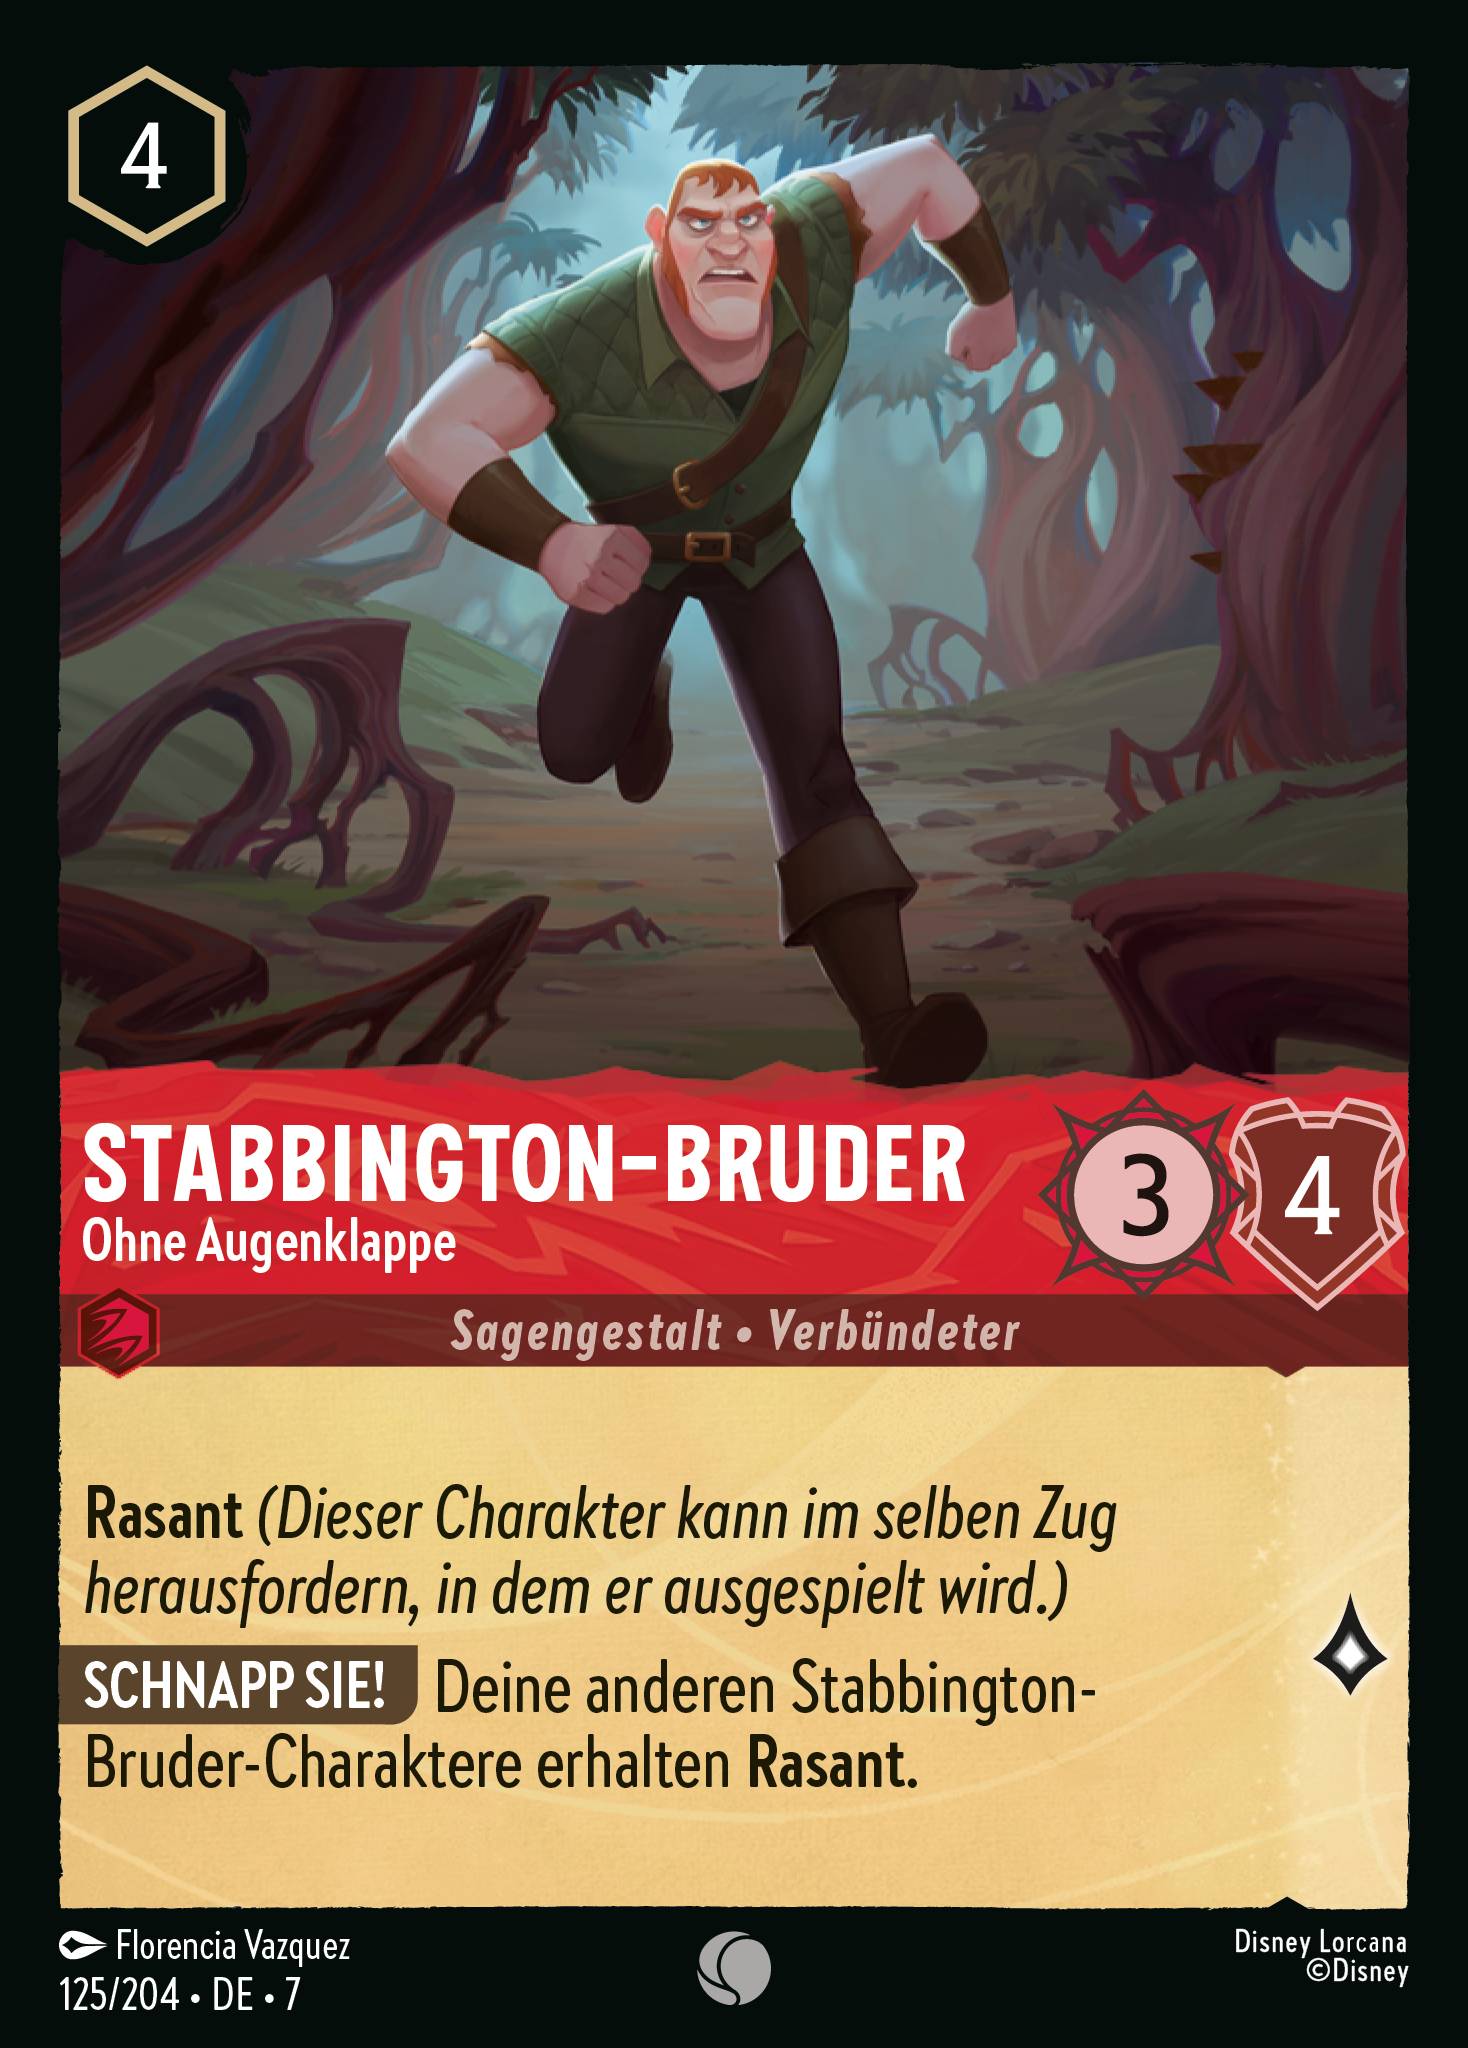 4
STABBINGTON-BRUDER
Ohne Augenklappe
3
4
Sagengestalt • Verbündeter
Rasant (Dieser Charakter kann im selben Zug
herausfordern, in dem er ausgespielt wird.)
SCHNAPP SIE! Deine anderen Stabbington-
Bruder-Charaktere erhalten Rasant.
Florencia Vazquez
125/204 • DE • 7
Disney Lorcana
©Disney